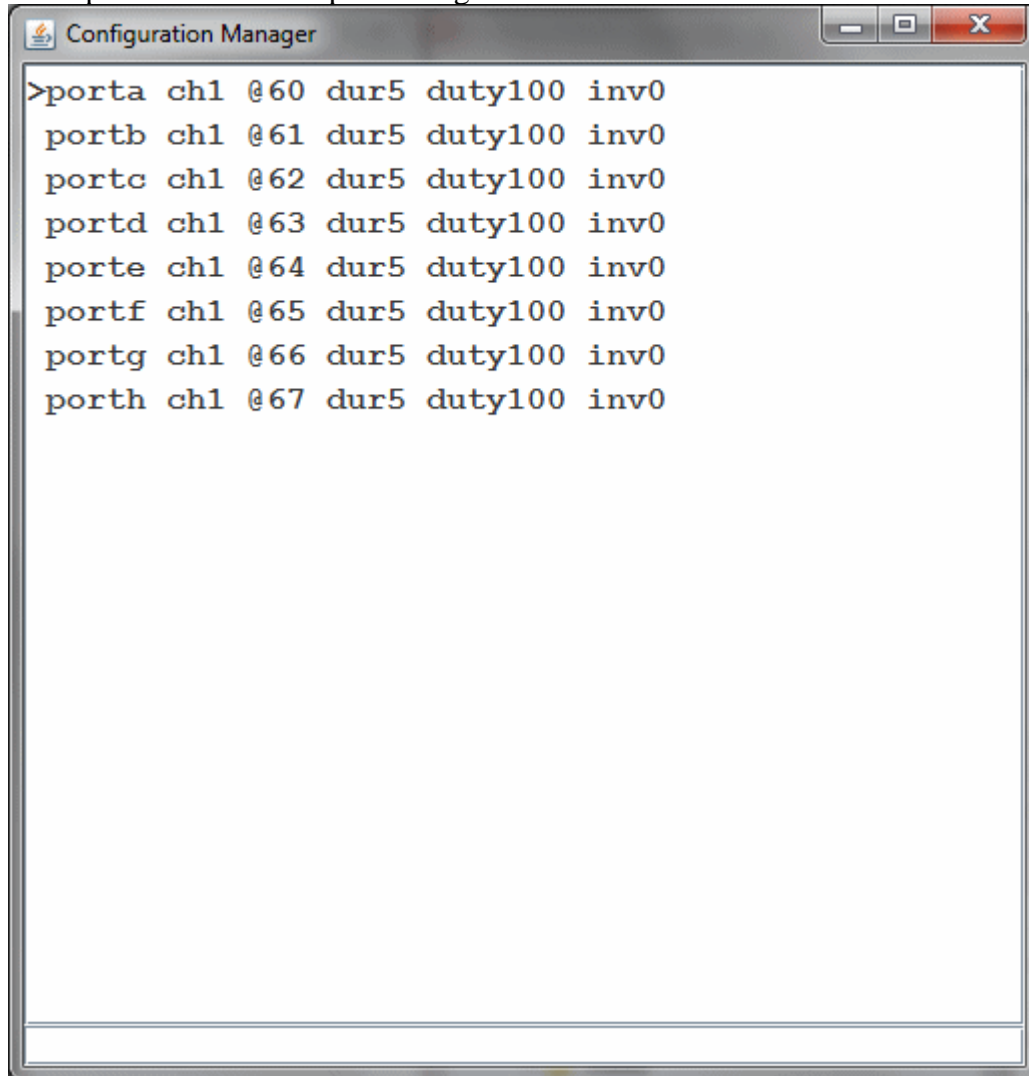 Configuration Manager
>porta ch1 @60 dur5 duty100 inv0
portb ch1 @61 dur5 duty100 inv0
portc ch1 @62 dur5 duty100 inv0
portd ch1 @63 dur5 duty100 inv0
porte ch1 @64 dur5 duty100 inv0
portf ch1 @65 dur5 duty100 inv0
portg ch1 @66 dur5 duty100 inv0
porth ch1 @67 dur5 duty100 inv0